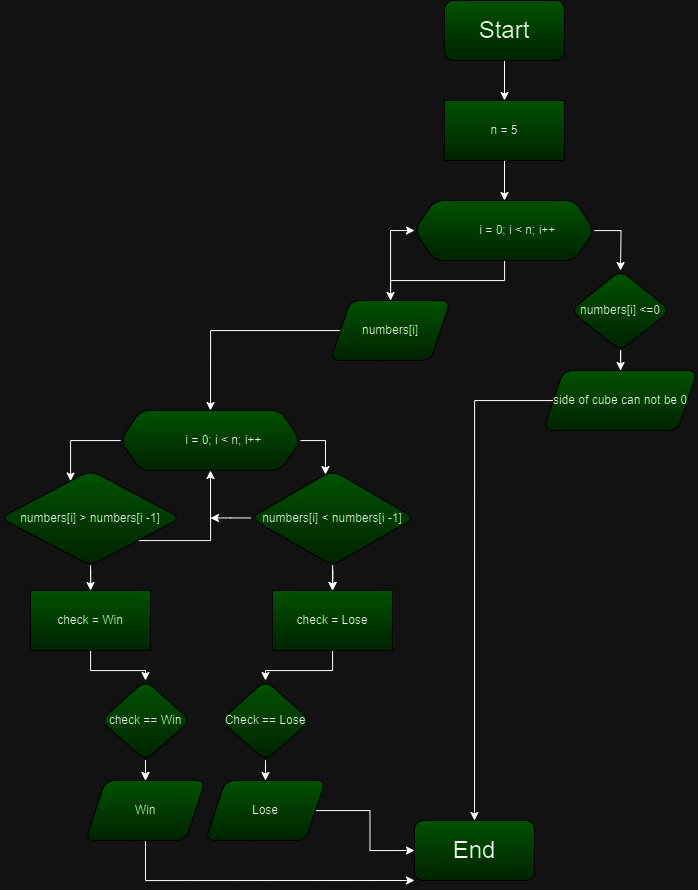 Start
n = 5
i = 0; i < n; i++
numbers[i] <=0
numbers[i]
side of cube can not be 0
i = 0; i < n; i++
numbers[i] > numbers[i -1]
numbers[i] < numbers[i -1]
check = Win
check = Lose
check == Win
Check == Lose
Win
Lose
End